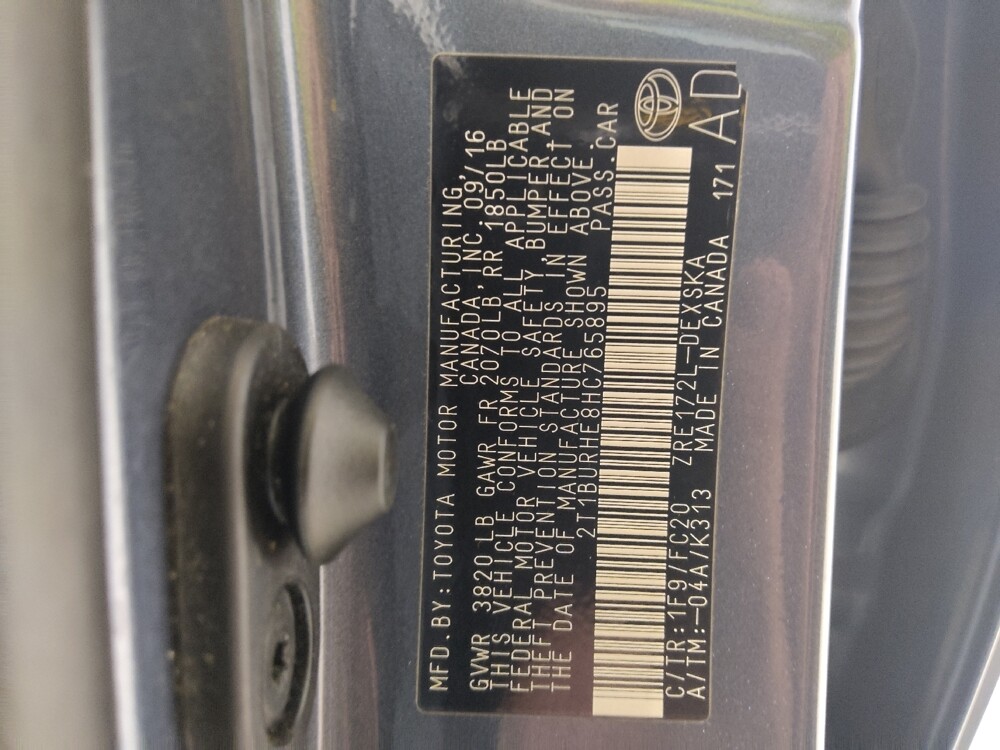 MFD.BY:TOYOTA MOTOR MANUFACTURING,
CANADA,INC. 09/16
GVWR 3820 LB GAWR FR 2070 LB,RR 1850LB
THIS VEHICLE CONFORMS TO ALL APPLICABLE
FEDERAL MOTOR VEHICLE SAFETY,BUMPER,AND
THEFT PREVENTION STANDARDS IN EFFECT ON
THE DATE OF MANUFACTURE SHOWN ABOVE.
2T1BURHE8HC765895 PASS.CAR
C/TR:1F9/FC20 ZRE172L-DEXSKA
A/TM:-04A/K313 MADE IN CANADA 171 AD